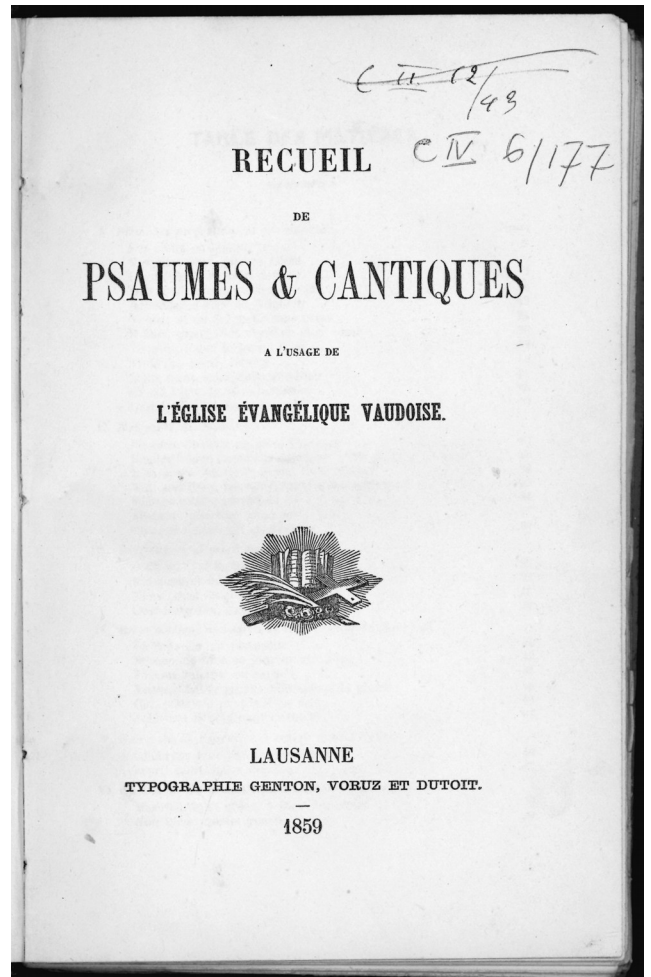 C II 12/
/43
C IV 6/177
RECUEIL
DE
PSAUMES & CANTIQUES
A L'USAGE DE
L'ÉGLISE ÉVANGÉLIQUE VAUDOISE.
LAUSANNE
TYPOGRAPHIE GENTON, VORUZ ET DUTOIT.
1859